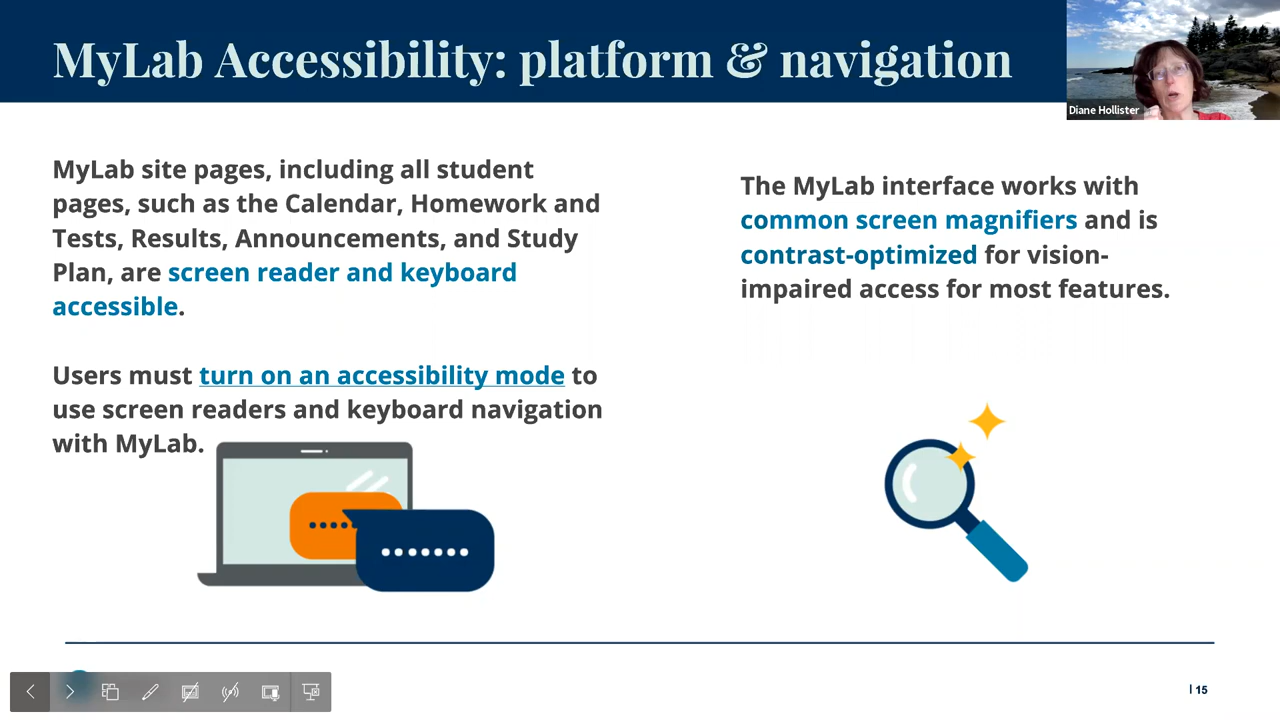 MyLab Accessibility: platform & navigation
Diane Hollister
MyLab site pages, including all student
pages, such as the Calendar, Homework and
Tests, Results, Announcements, and Study
Plan, are screen reader and keyboard
accessible.
Users must turn on an accessibility mode to
use screen readers and keyboard navigation
with MyLab.
The MyLab interface works with
common screen magnifiers and is
contrast-optimized for vision-
impaired access for most features.
| 15